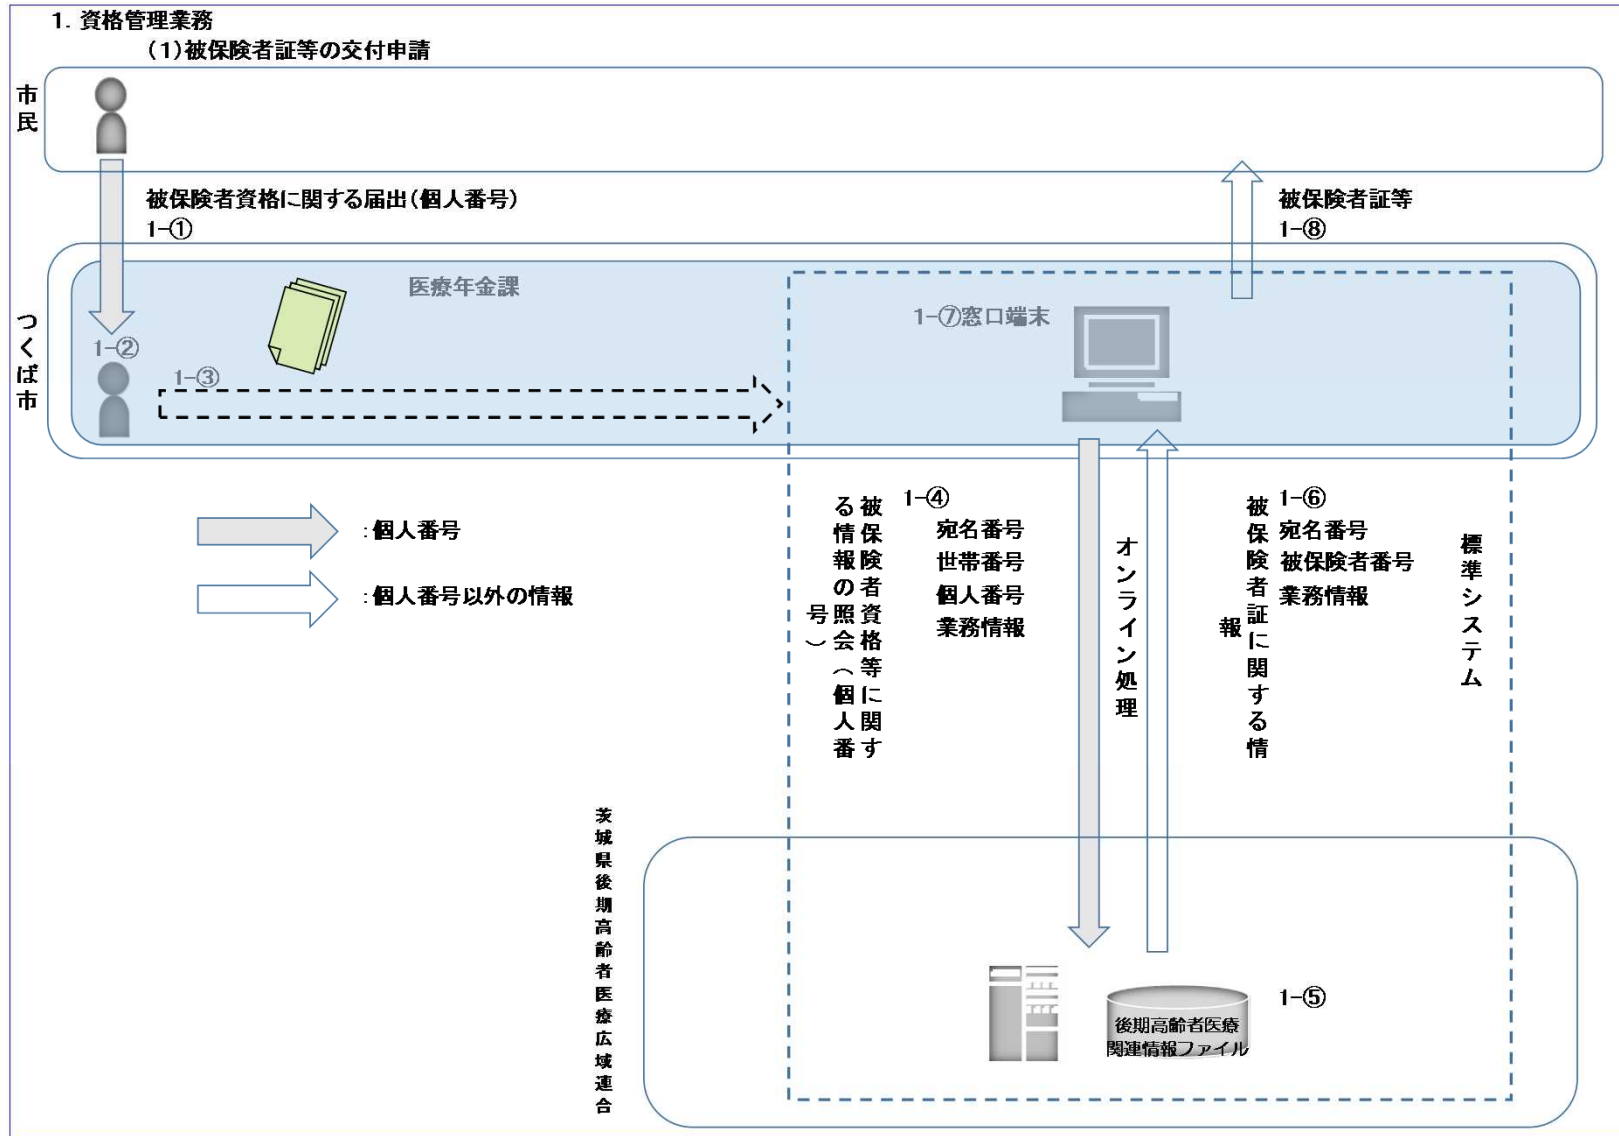 1. 資格管理業務
(1)被保険者証等の交付申請
市民
被保険者資格に関する届出(個人番号)
1-①
被保険者証等
1-⑧
つくば市
医療年金課
1-②
1-③
1-⑦窓口端末
:個人番号
:個人番号以外の情報
被保険者資格等に関す
る情報の照会(個人番
号)
1-④
宛名番号
世帯番号
個人番号
業務情報
オンライン処理
被保険者証に関する情
報
1-⑥
宛名番号
被保険者番号
業務情報
標準システム
茨城県後期高齢者医療広域連合
1-⑤
後期高齢者医療
関連情報ファイル